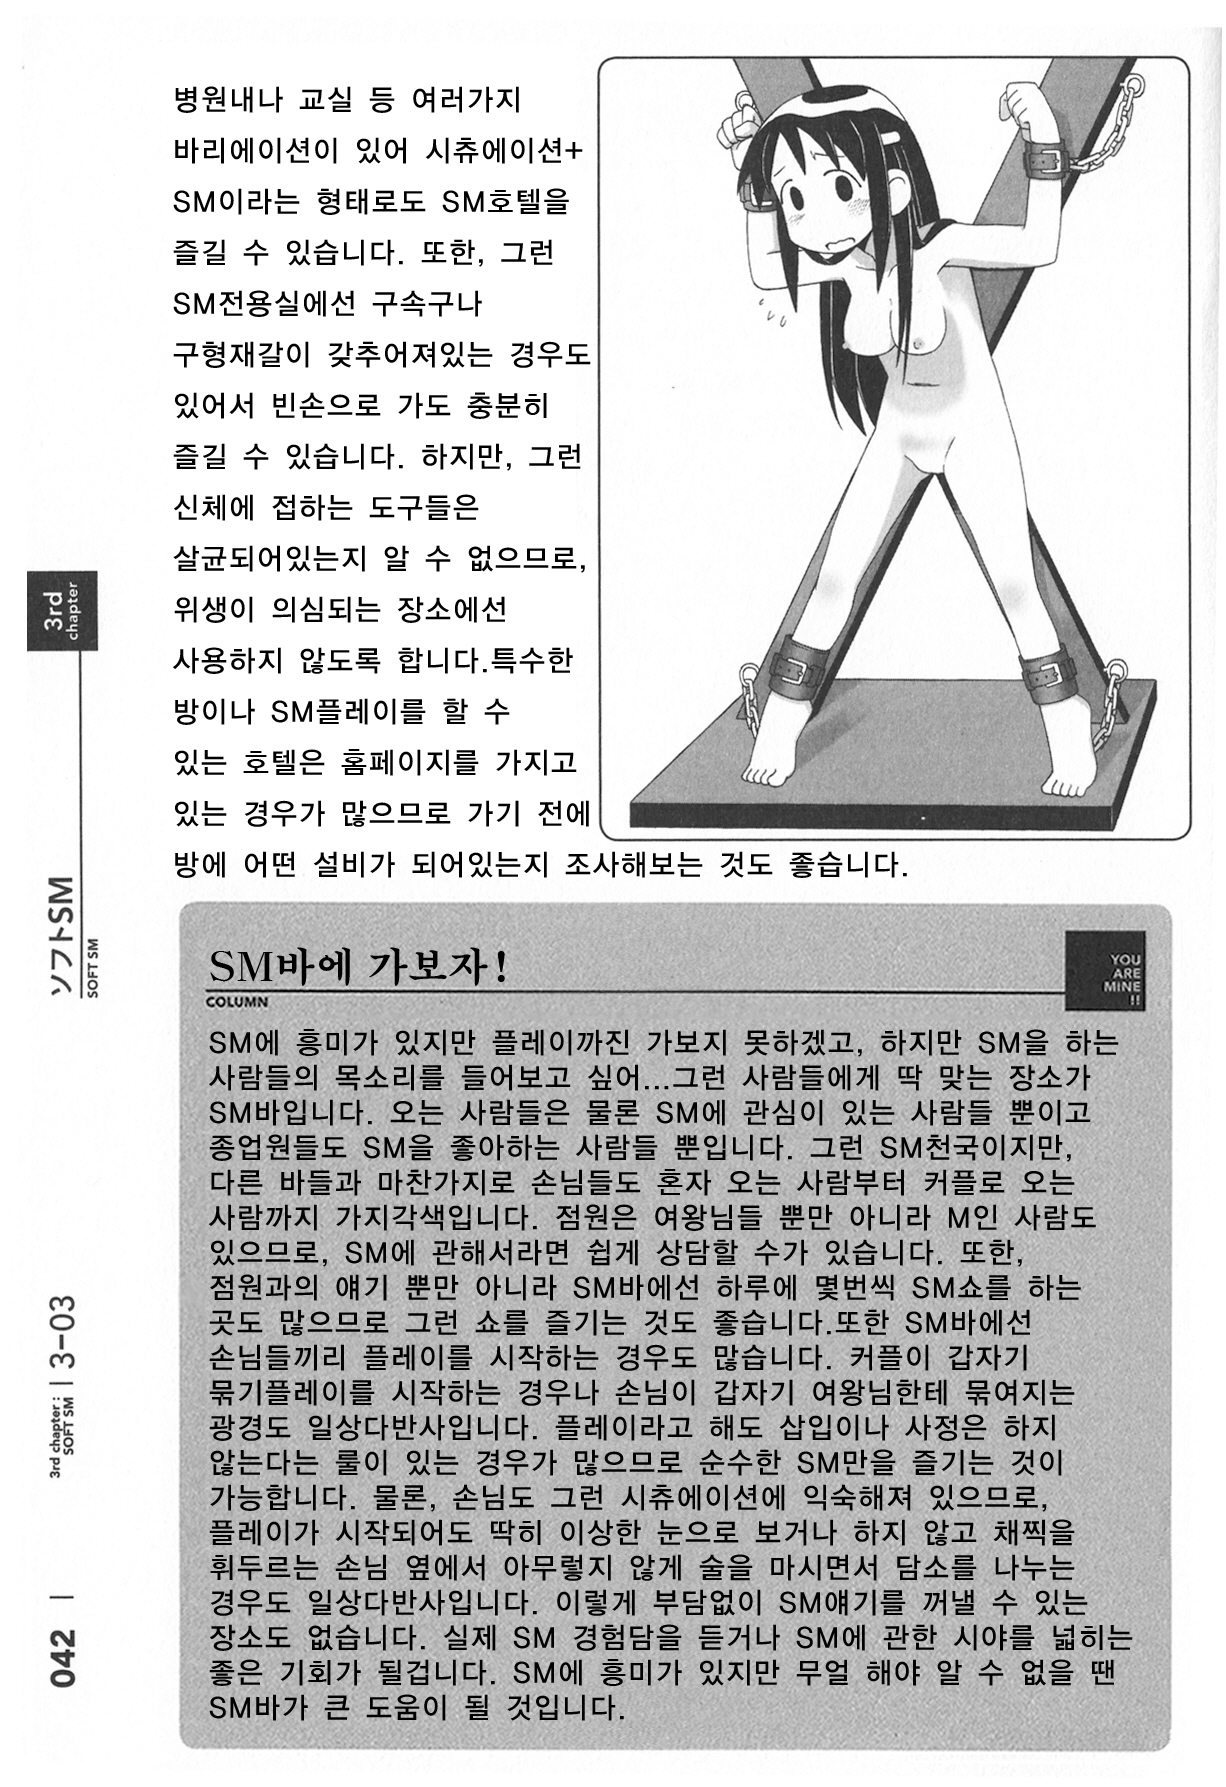 병원내나 교실 등 여러가지
바리에이션이 있어 시츄에이션+
SM이라는 형태로도 SM호텔을
즐길 수 있습니다. 또한, 그런
SM전용실에선 구속구나
구형재갈이 갖추어져있는 경우도
있어서 빈손으로 가도 충분히
즐길 수 있습니다. 하지만, 그런
신체에 접하는 도구들은
살균되어있는지 알 수 없으므로,
위생이 의심되는 장소에선
사용하지 않도록 합니다.특수한
방이나 SM플레이를 할 수
있는 호텔은 홈페이지를 가지고
있는 경우가 많으므로 가기 전에
방에 어떤 설비가 되어있는지 조사해보는 것도 좋습니다.
SM바에 가보자!
COLUMN
YOU
ARE
MINE
!!
SM에 흥미가 있지만 플레이까진 가보지 못하겠고, 하지만 SM을 하는
사람들의 목소리를 들어보고 싶어...그런 사람들에게 딱 맞는 장소가
SM바입니다. 오는 사람들은 물론 SM에 관심이 있는 사람들 뿐이고
종업원들도 SM을 좋아하는 사람들 뿐입니다. 그런 SM천국이지만,
다른 바들과 마찬가지로 손님들도 혼자 오는 사람부터 커플로 오는
사람까지 가지각색입니다. 점원은 여왕님들 뿐만 아니라 M인 사람도
있으므로, SM에 관해서라면 쉽게 상담할 수가 있습니다. 또한,
점원과의 얘기 뿐만 아니라 SM바에선 하루에 몇번씩 SM쇼를 하는
곳도 많으므로 그런 쇼를 즐기는 것도 좋습니다.또한 SM바에선
손님들끼리 플레이를 시작하는 경우도 많습니다. 커플이 갑자기
묶기플레이를 시작하는 경우나 손님이 갑자기 여왕님한테 묶여지는
광경도 일상다반사입니다. 플레이라고 해도 삽입이나 사정은 하지
않는다는 룰이 있는 경우가 많으므로 순수한 SM만을 즐기는 것이
가능합니다. 물론, 손님도 그런 시츄에이션에 익숙해져 있으므로,
플레이가 시작되어도 딱히 이상한 눈으로 보거나 하지 않고 채찍을
휘두르는 손님 옆에서 아무렇지 않게 술을 마시면서 담소를 나누는
경우도 일상다반사입니다. 이렇게 부담없이 SM얘기를 꺼낼 수 있는
장소도 없습니다. 실제 SM 경험담을 듣거나 SM에 관한 시야를 넓히는
좋은 기회가 될겁니다. SM에 흥미가 있지만 무얼 해야 알 수 없을 땐
SM바가 큰 도움이 될 것입니다.
3rd
chapter
ソフトSM
SOFT SM
3rd chapter :
SOFT SM
| 3-03
042 |